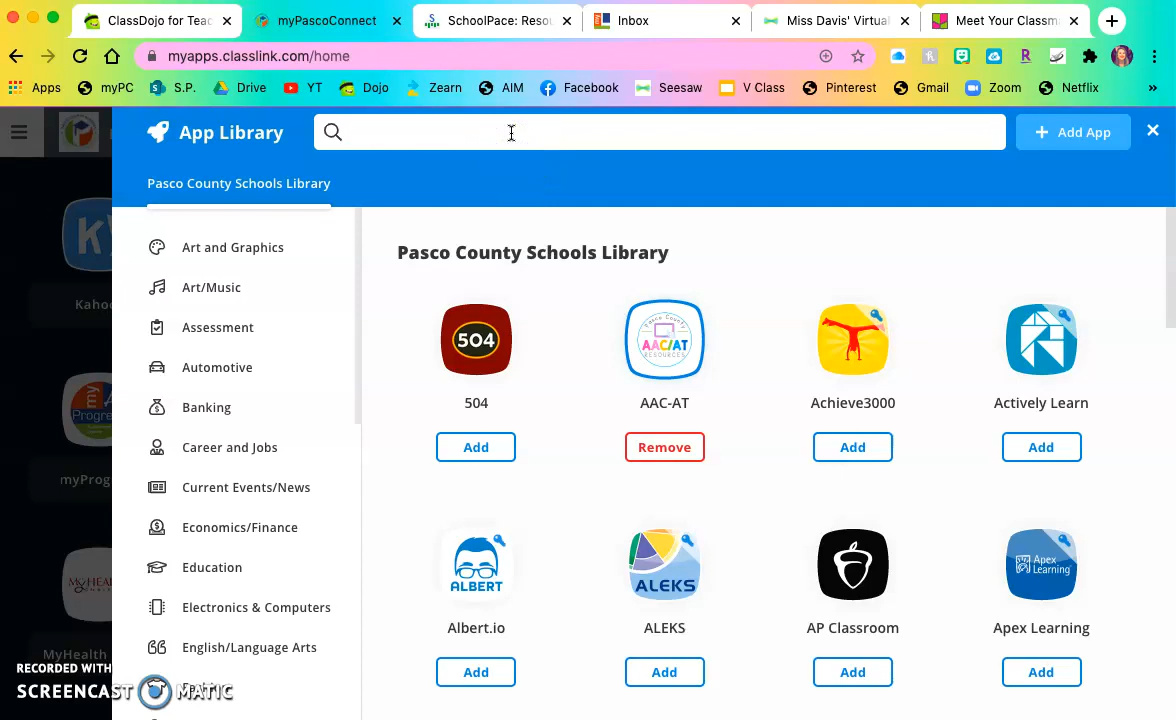 ClassDojo for Teac
myPascoConnect
SchoolPace: Resou
Inbox
Miss Davis' Virtual
Meet Your Classm
myapps.classlink.com/home
Apps
myPC
S.P.
Drive
YT
Dojo
Zearn
AIM
Facebook
Seesaw
V Class
Pinterest
Gmail
Zoom
Netflix
App Library
Add App
Pasco County Schools Library
Art and Graphics
Art/Music
Assessment
Automotive
Banking
Career and Jobs
Current Events/News
Economics/Finance
Education
Electronics & Computers
English/Language Arts
Kahoo
myProg
MyHealth
Pasco County Schools Library
504
Pasco County
AAC/AT
RESOURCES
504
AAC-AT
Achieve3000
Actively Learn
Add
Remove
Add
Add
ALBERT
ALEKS
Apex Learning
Albert.io
ALEKS
AP Classroom
Apex Learning
Add
Add
Add
Add
RECORDED WITH
SCREENCAST MATIC